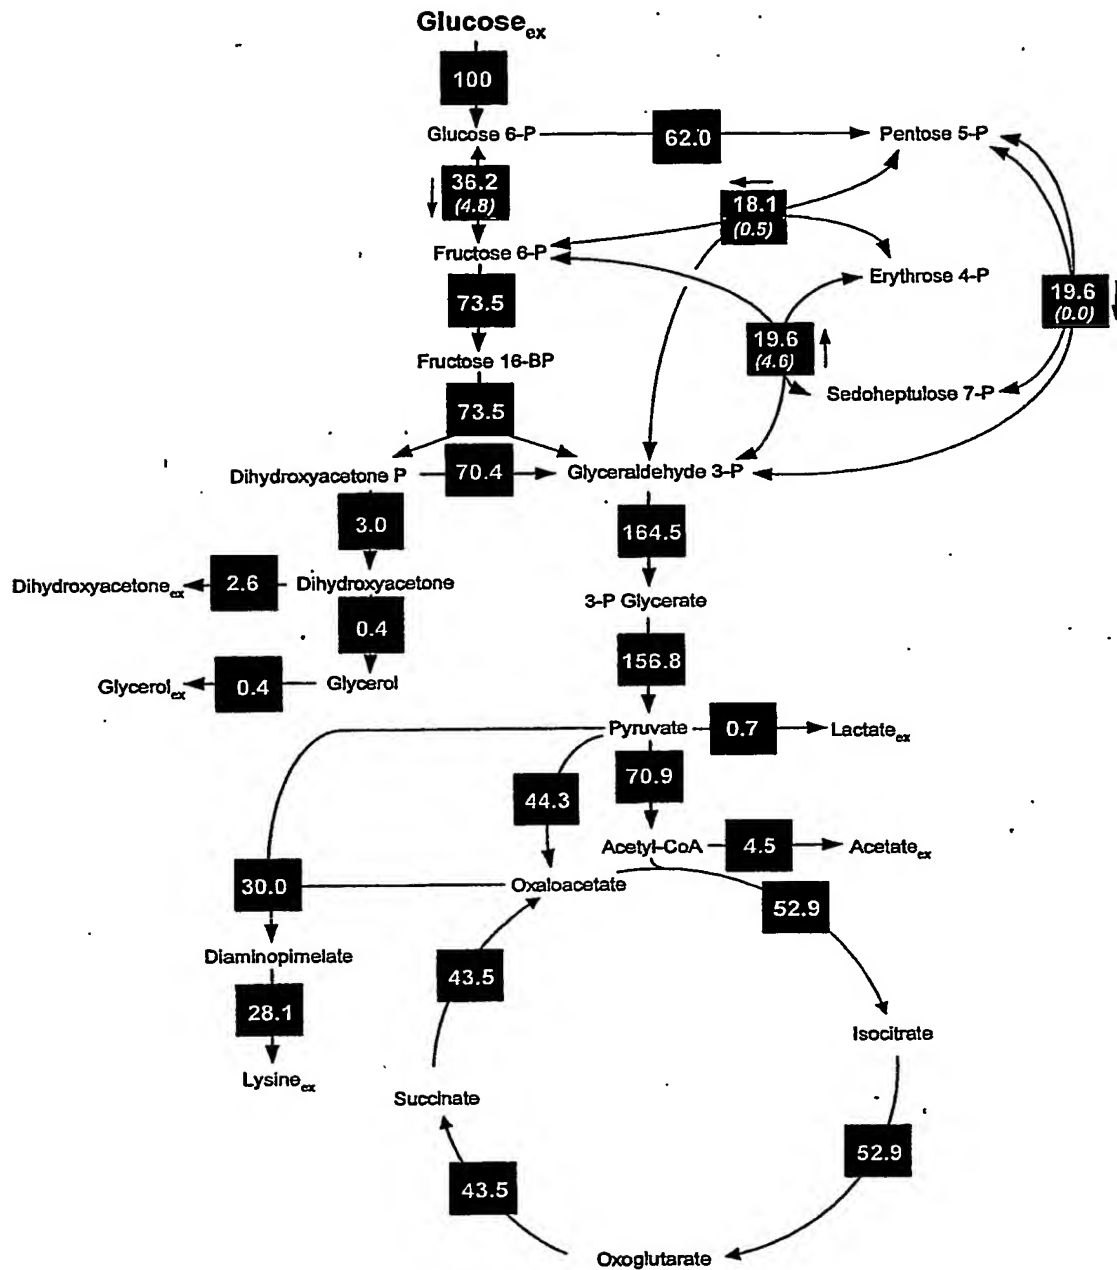 Glucose ex
100
Glucose 6-P
62.0
Pentose 5-P
36.2
(4.8)
18.1
(0.5)
Fructose 6-P
Erythrose 4-P
73.5
19.6
(0.0)
19.6
(4.6)
Fructose 16-BP
73.5
Sedoheptulose 7-P
Dihydroxyacetone P
70.4
Glyceraldehyde 3-P
3.0
164.5
Dihydroxyacetone ex
2.6
Dihydroxyacetone
3-P Glycerate
0.4
156.8
Glycerol ex
0.4
Glycerol
Pyruvate
0.7
Lactate ex
70.9
44.3
Acetyl-CoA
4.5
Acetate ex
30.0
Oxaloacetate
52.9
Diaminopimelate
43.5
28.1
Isocitrate
Lysine ex
Succinate
52.9
43.5
Oxoglutarate